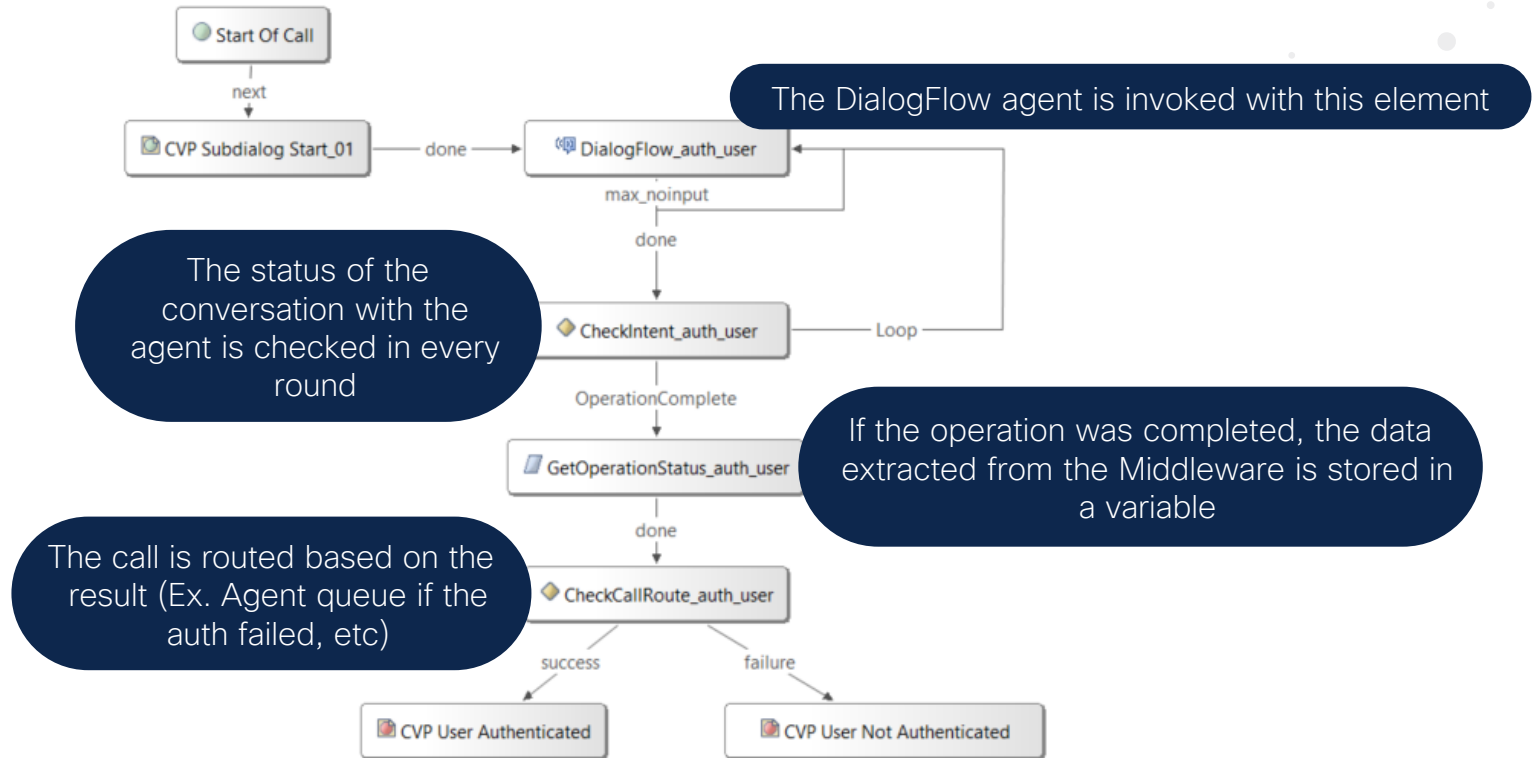 Start Of Call
next
The DialogFlow agent is invoked with this element
CVP Subdialog Start_01
done
DialogFlow_auth_user
max_noinput
done
The status of the
conversation with the
agent is checked in every
round
CheckIntent_auth_user
Loop
OperationComplete
If the operation was completed, the data
extracted from the Middleware is stored in
a variable
GetOperationStatus_auth_user
done
The call is routed based on the
result (Ex. Agent queue if the
auth failed, etc)
CheckCallRoute_auth_user
success
failure
CVP User Authenticated
CVP User Not Authenticated